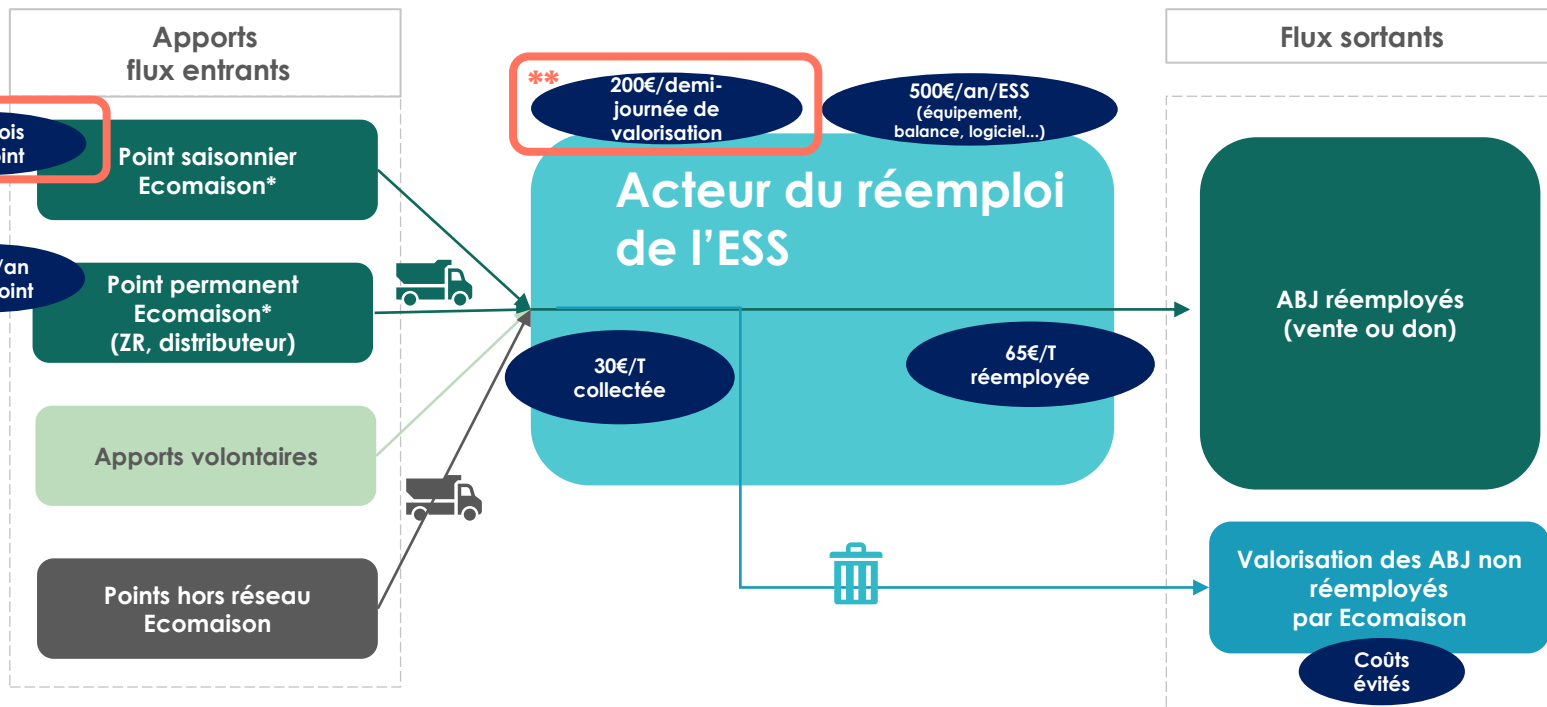 Apports
flux entrants
Flux sortants
**
200€/demi-
journée de
valorisation
500€/an/ESS
(équipement,
balance, logiciel...)
Point saisonnier
Ecomaison*
Acteur du réemploi
de l'ESS
/an
Point permanent
Ecomaison*
(ZR, distributeur)
ABJ réemployés
(vente ou don)
30€/T
collectée
65€/T
réemployée
Apports volontaires
Points hors réseau
Ecomaison
Valorisation des ABJ non
réemployés
par Ecomaison
Coûts
évités